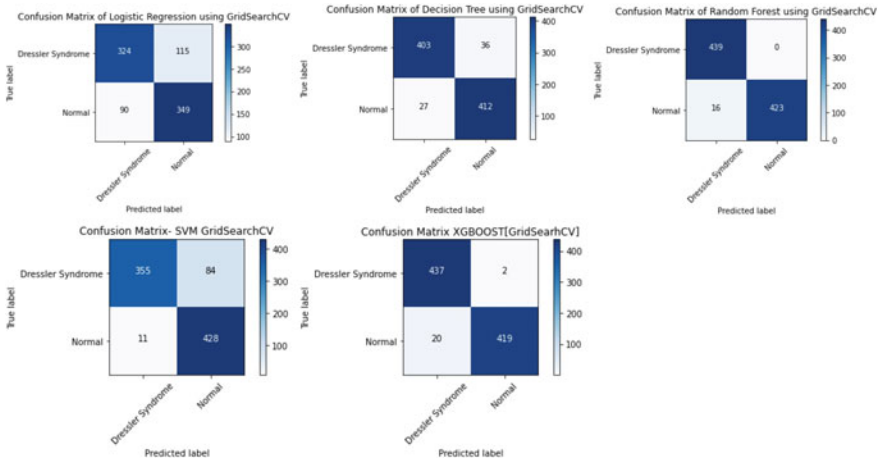 Confusion Matrix of Logistic Regression using GridSearchCV
True label
Dressler Syndrome
Normal
324 115
90 349
300
250
200
150
100
Dressler Syndrome
Normal
Predicted label
Confusion Matrix of Decision Tree using GridSearchCV
True label
Dressler Syndrome
Normal
403 36
27 412
400
300
200
100
Dressler Syndrome
Normal
Predicted label
Confusion Matrix of Random Forest using GridSearchCV
True label
Dressler Syndrome
Normal
439 0
16 423
400
300
200
100
0
Dressler Syndrome
Normal
Predicted label
Confusion Matrix- SVM GridSearchCV
True label
Dressler Syndrome
Normal
355 84
11 428
400
300
200
100
Dressler Syndrome
Normal
Predicted label
Confusion Matrix XGBOOST[GridSearhCV]
True label
Dressler Syndrome
Normal
437 2
20 419
400
300
200
100
Dressler Syndrome
Normal
Predicted label